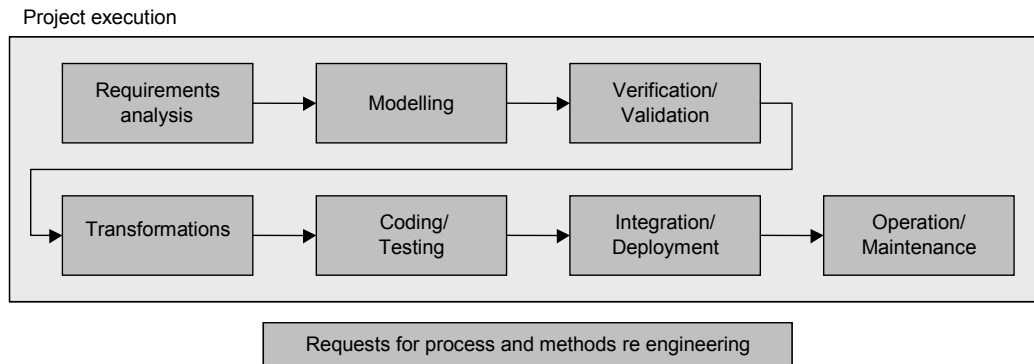 Project execution
Requirements
analysis
Modelling
Verification/
Validation
Transformations
Coding/
Testing
Integration/
Deployment
Operation/
Maintenance
Requests for process and methods re engineering